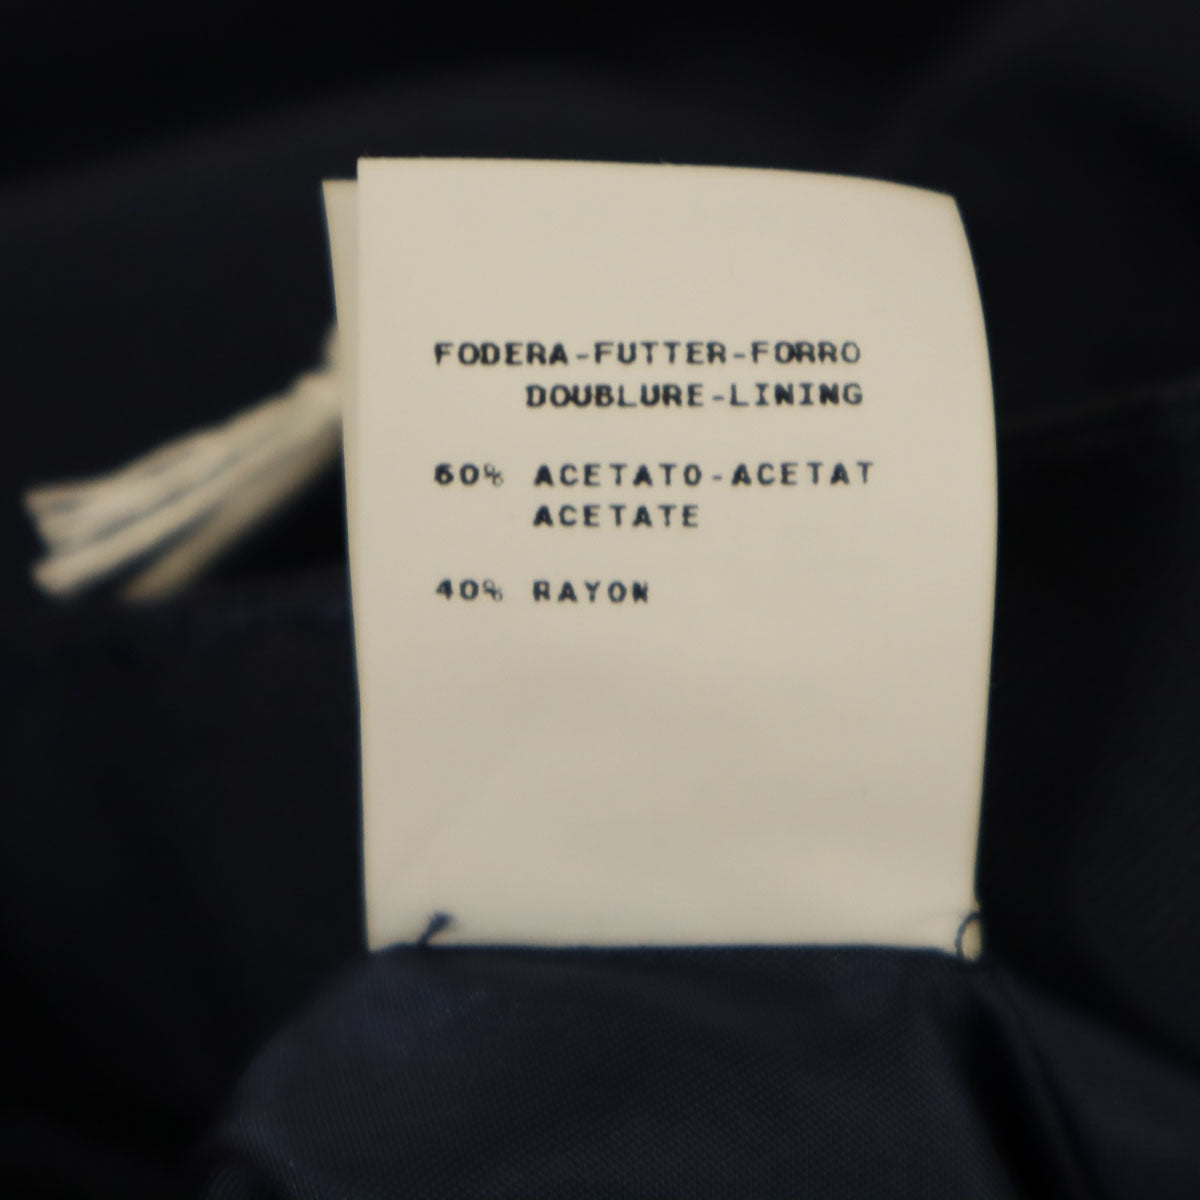 FODERA-FUTTER-FORRO
DOUBLURE-LINING
60% ACETATO-ACETAT
ACETATE
40% RAYON